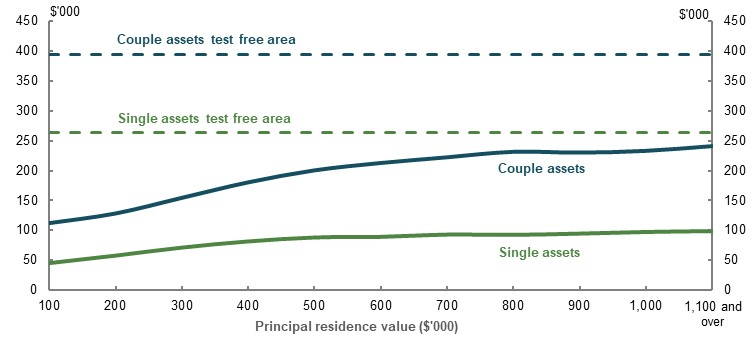 $'000 $'000
450 450
400 400
Couple assets test free area
350 350
300 300
Single assets test free area
250 250
200 200
Couple assets
150 150
100 100
Single assets
50 50
0 0
100 200 300 400 500 600 700 800 900 1,000 1,100 and
over
Principal residence value ($'000)